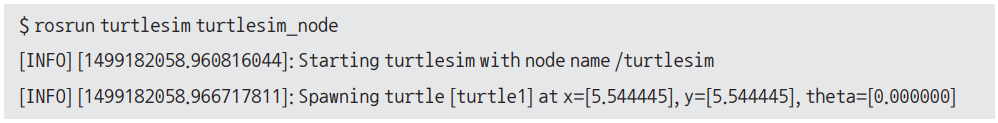 $ rosrun turtlesim turtlesim_node
[INFO] [1499182058.960816044]: Starting turtlesim with node name /turtlesim
[INFO] [1499182058.966717811]: Spawning turtle [turtle1] at x=[5.544445], y=[5.544445], theta=[0.000000]